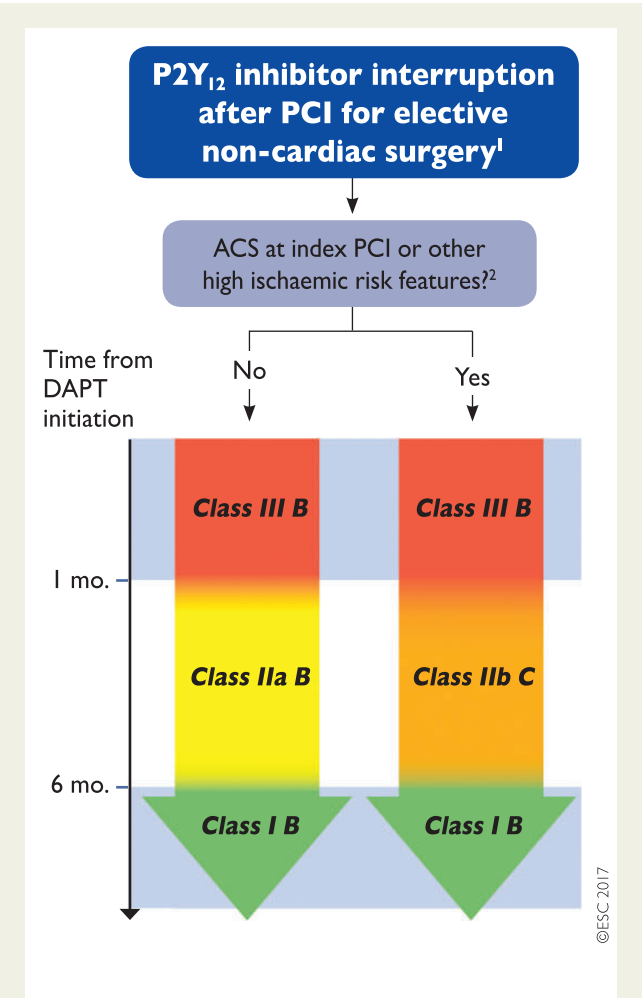 P2Y₁₂ inhibitor interruption
after PCI for elective
non-cardiac surgery¹
ACS at index PCI or other
high ischaemic risk features?²
Time from
DAPT
initiation
No
Yes
Class III B
Class III B
1 mo.
Class IIa B
Class IIb C
6 mo.
Class I B
Class I B
©ESC 2017